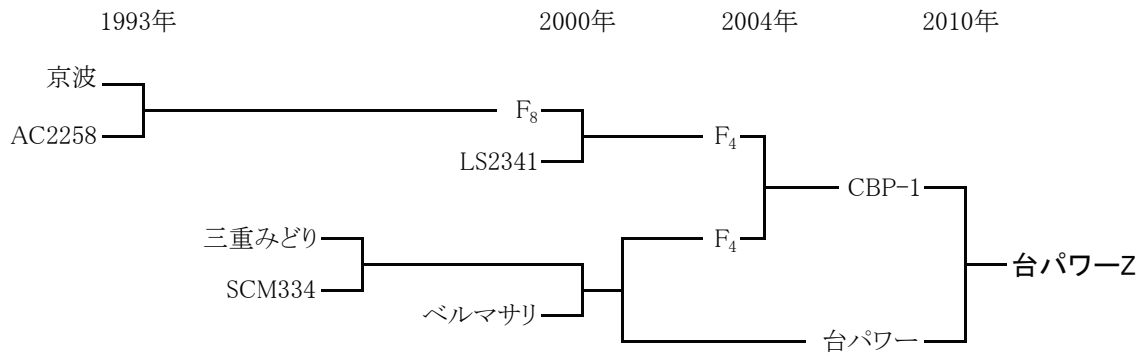 1993年 2000年 2004年 2010年
京波
AC2258
F8
LS2341
F4
CBP-1
三重みどり
SCM334
ベルマサリ
F4
台パワー
台パワーZ